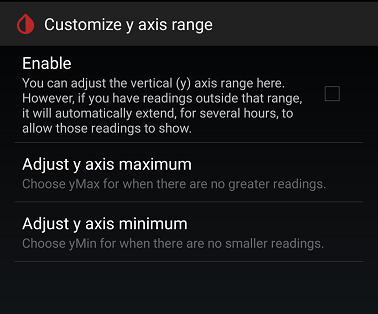 Customize y axis range
Enable
You can adjust the vertical (y) axis range here.
However, if you have readings outside that range,
it will automatically extend, for several hours, to
allow those readings to show.
Adjust y axis maximum
Choose yMax for when there are no greater readings.
Adjust y axis minimum
Choose yMin for when there are no smaller readings.